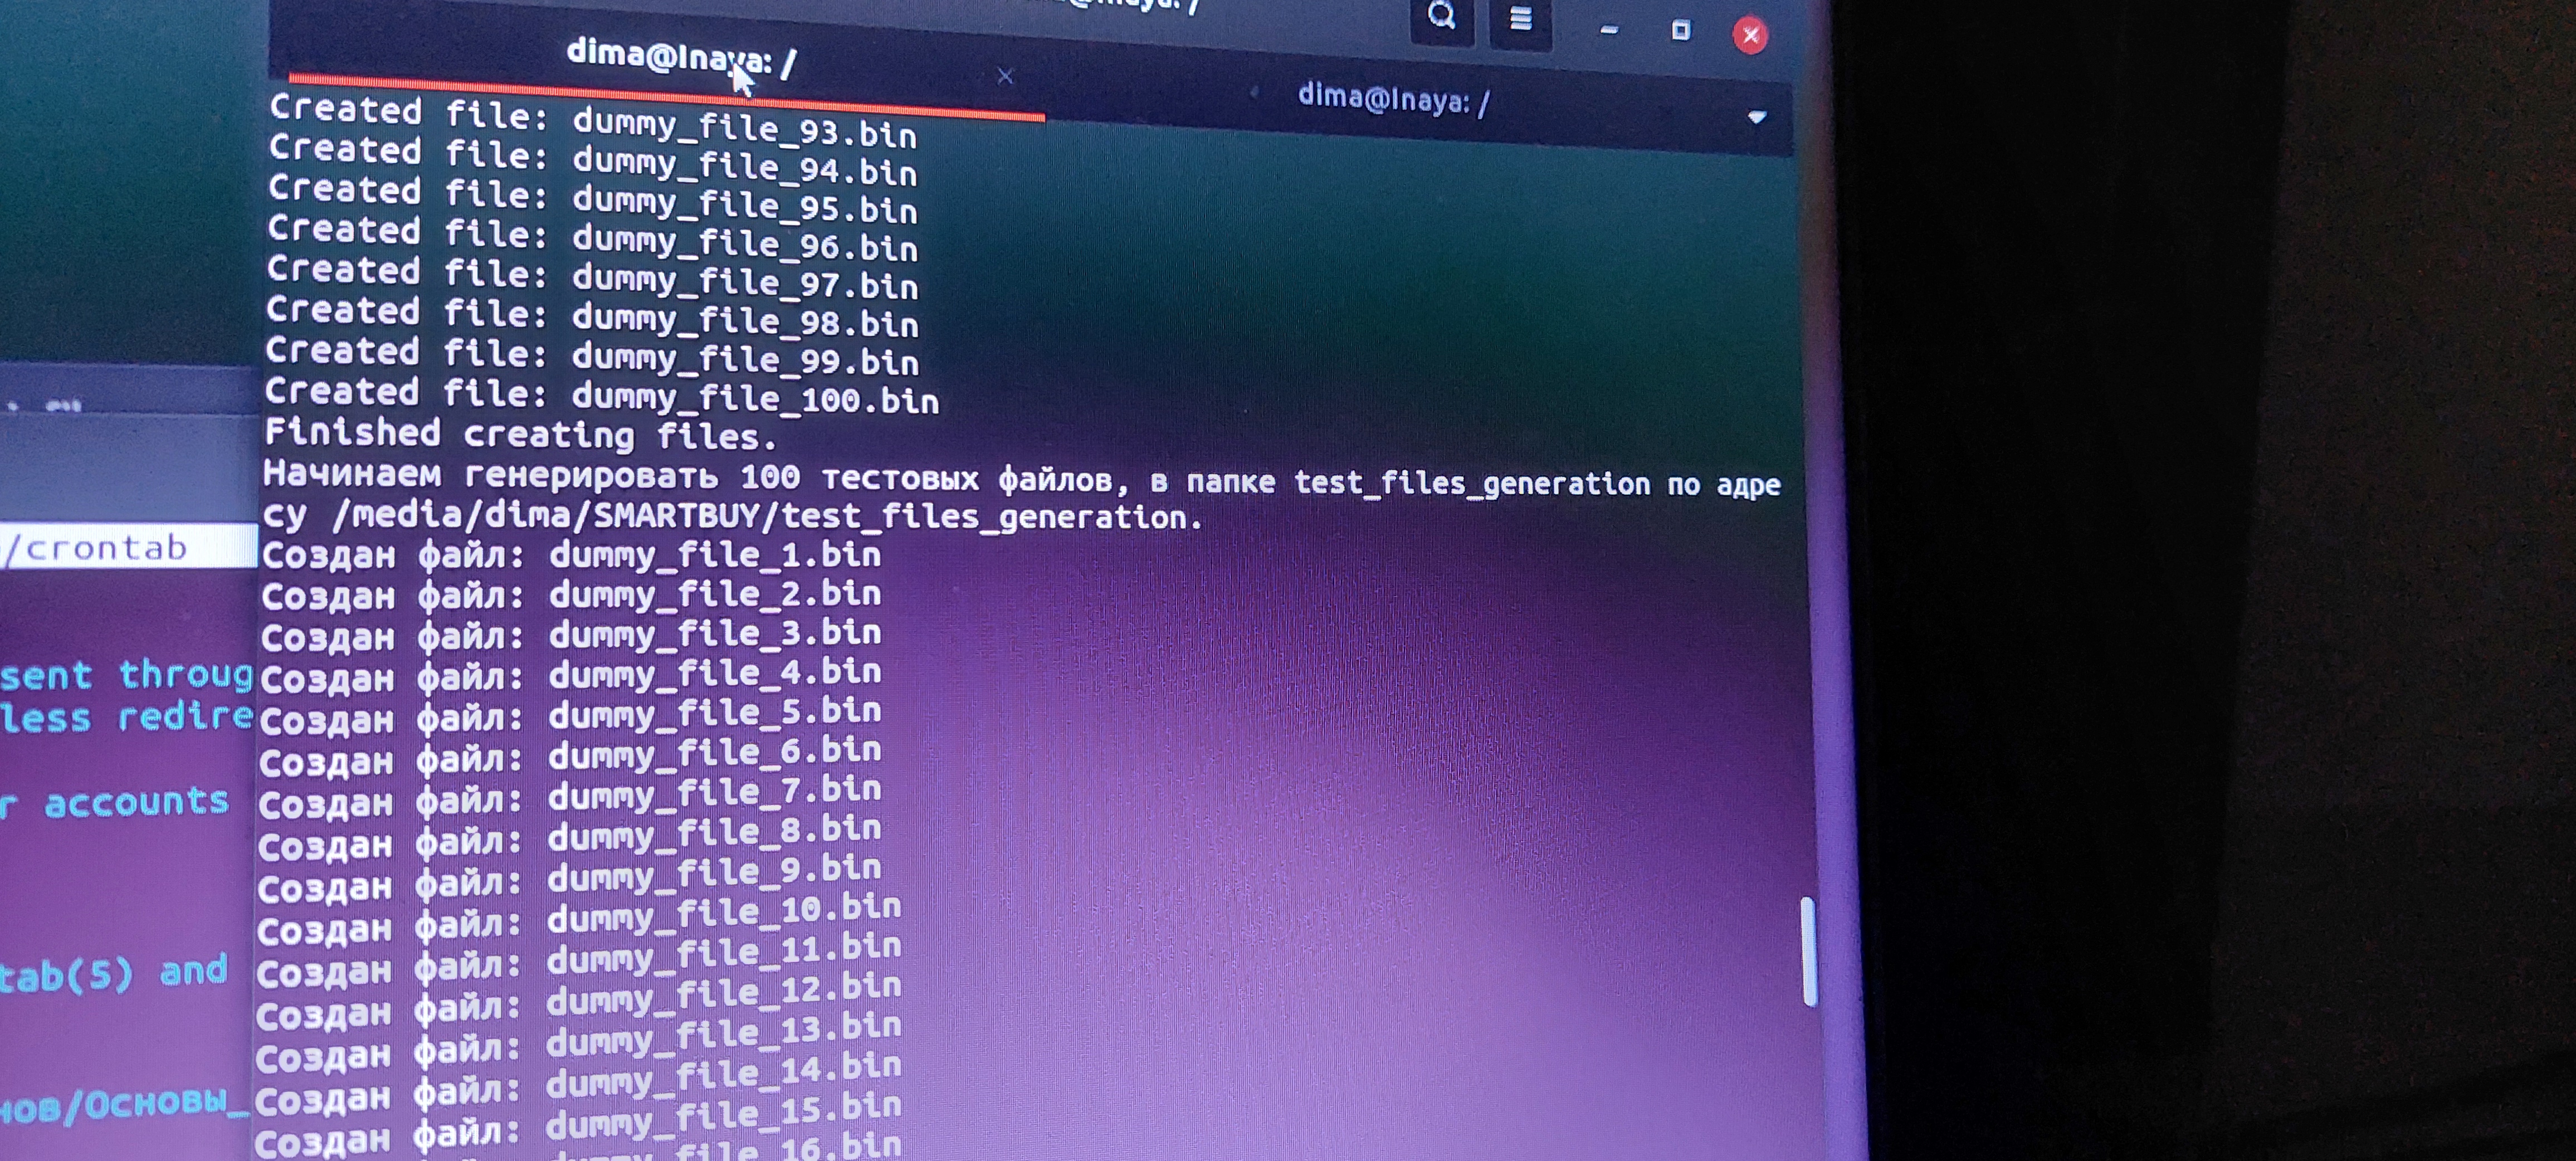 dima@Inaya: /
dima@Inaya: /
Created file: dummy_file_93.bin
Created file: dummy_file_94.bin
Created file: dummy_file_95.bin
Created file: dummy_file_96.bin
Created file: dummy_file_97.bin
Created file: dummy_file_98.bin
Created file: dummy_file_99.bin
Created file: dummy_file_100.bin
Finished creating files.
Начинаем генерировать 100 тестовых файлов, в папке test_files_generation по адре
су /media/dima/SMARTBUY/test_files_generation.
Создан файл: dummy_file_1.bin
Создан файл: dummy_file_2.bin
Создан файл: dummy_file_3.bin
Создан файл: dummy_file_4.bin
Создан файл: dummy_file_5.bin
Создан файл: dummy_file_6.bin
Создан файл: dummy_file_7.bin
Создан файл: dummy_file_8.bin
Создан файл: dummy_file_9.bin
Создан файл: dummy_file_10.bin
Создан файл: dummy_file_11.bin
Создан файл: dummy_file_12.bin
Создан файл: dummy_file_13.bin
Создан файл: dummy_file_14.bin
Создан файл: dummy_file_15.bin
Создан файл: dummy_file_16.bin
/crontab
sent throug
less redire
r accounts
tab(5) and
нов/Основы_